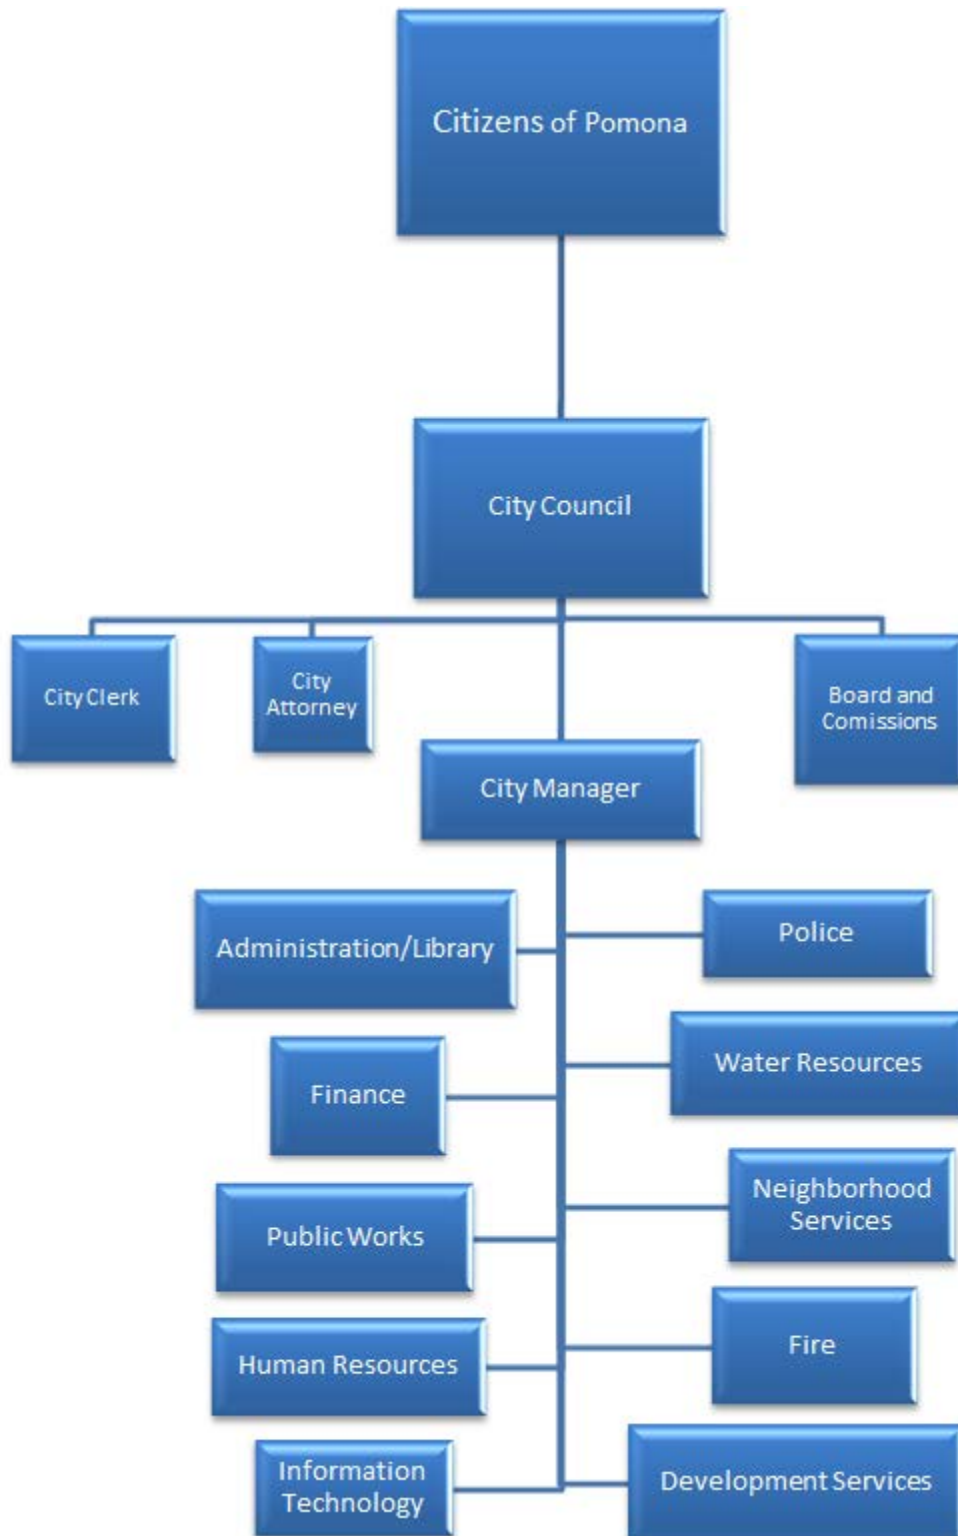 Citizens of Pomona
City Council
City Clerk
City
Attorney
Board and
Comissions
City Manager
Administration/Library
Police
Finance
Water Resources
Public Works
Neighborhood
Services
Human Resources
Fire
Information
Technology
Development Services